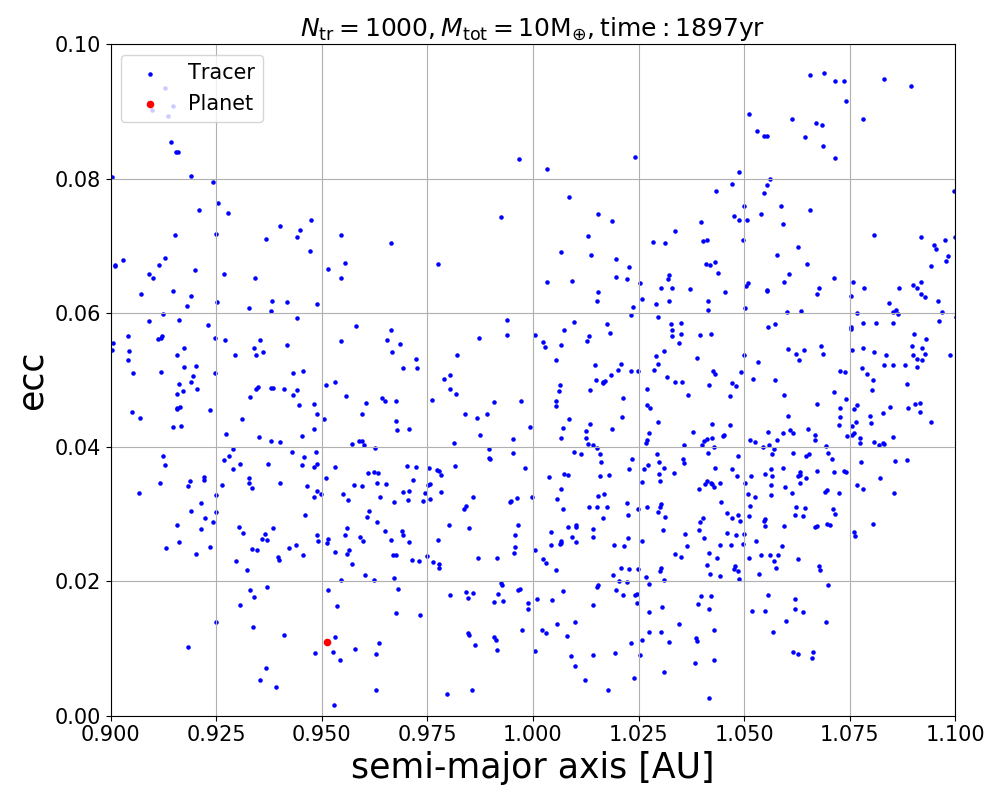 N_tr = 1000, M_tot = 10M_⊕, time : 1897yr
0.10
Tracer
Planet
0.08
0.06
ecc
0.04
0.02
0.00
0.900 0.925 0.950 0.975 1.000 1.025 1.050 1.075 1.100
semi-major axis [AU]